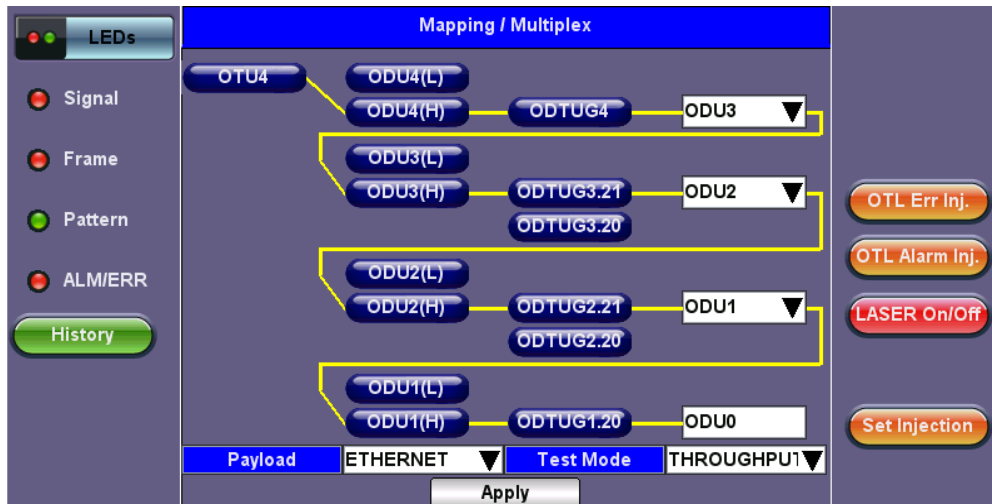 LEDs
Signal
Frame
Pattern
ALM/ERR
History
Mapping / Multiplex
OTU4
ODU4(L)
ODU4(H)
ODTUG4
ODU3
ODU3(L)
ODU3(H)
ODTUG3.21
ODU2
ODTUG3.20
ODU2(L)
ODU2(H)
ODTUG2.21
ODU1
ODTUG2.20
ODU1(L)
ODU1(H)
ODTUG1.20
ODU0
Payload
ETHERNET
Test Mode
THROUGHPUT
Apply
OTL Err Inj.
OTL Alarm Inj.
LASER On/Off
Set Injection